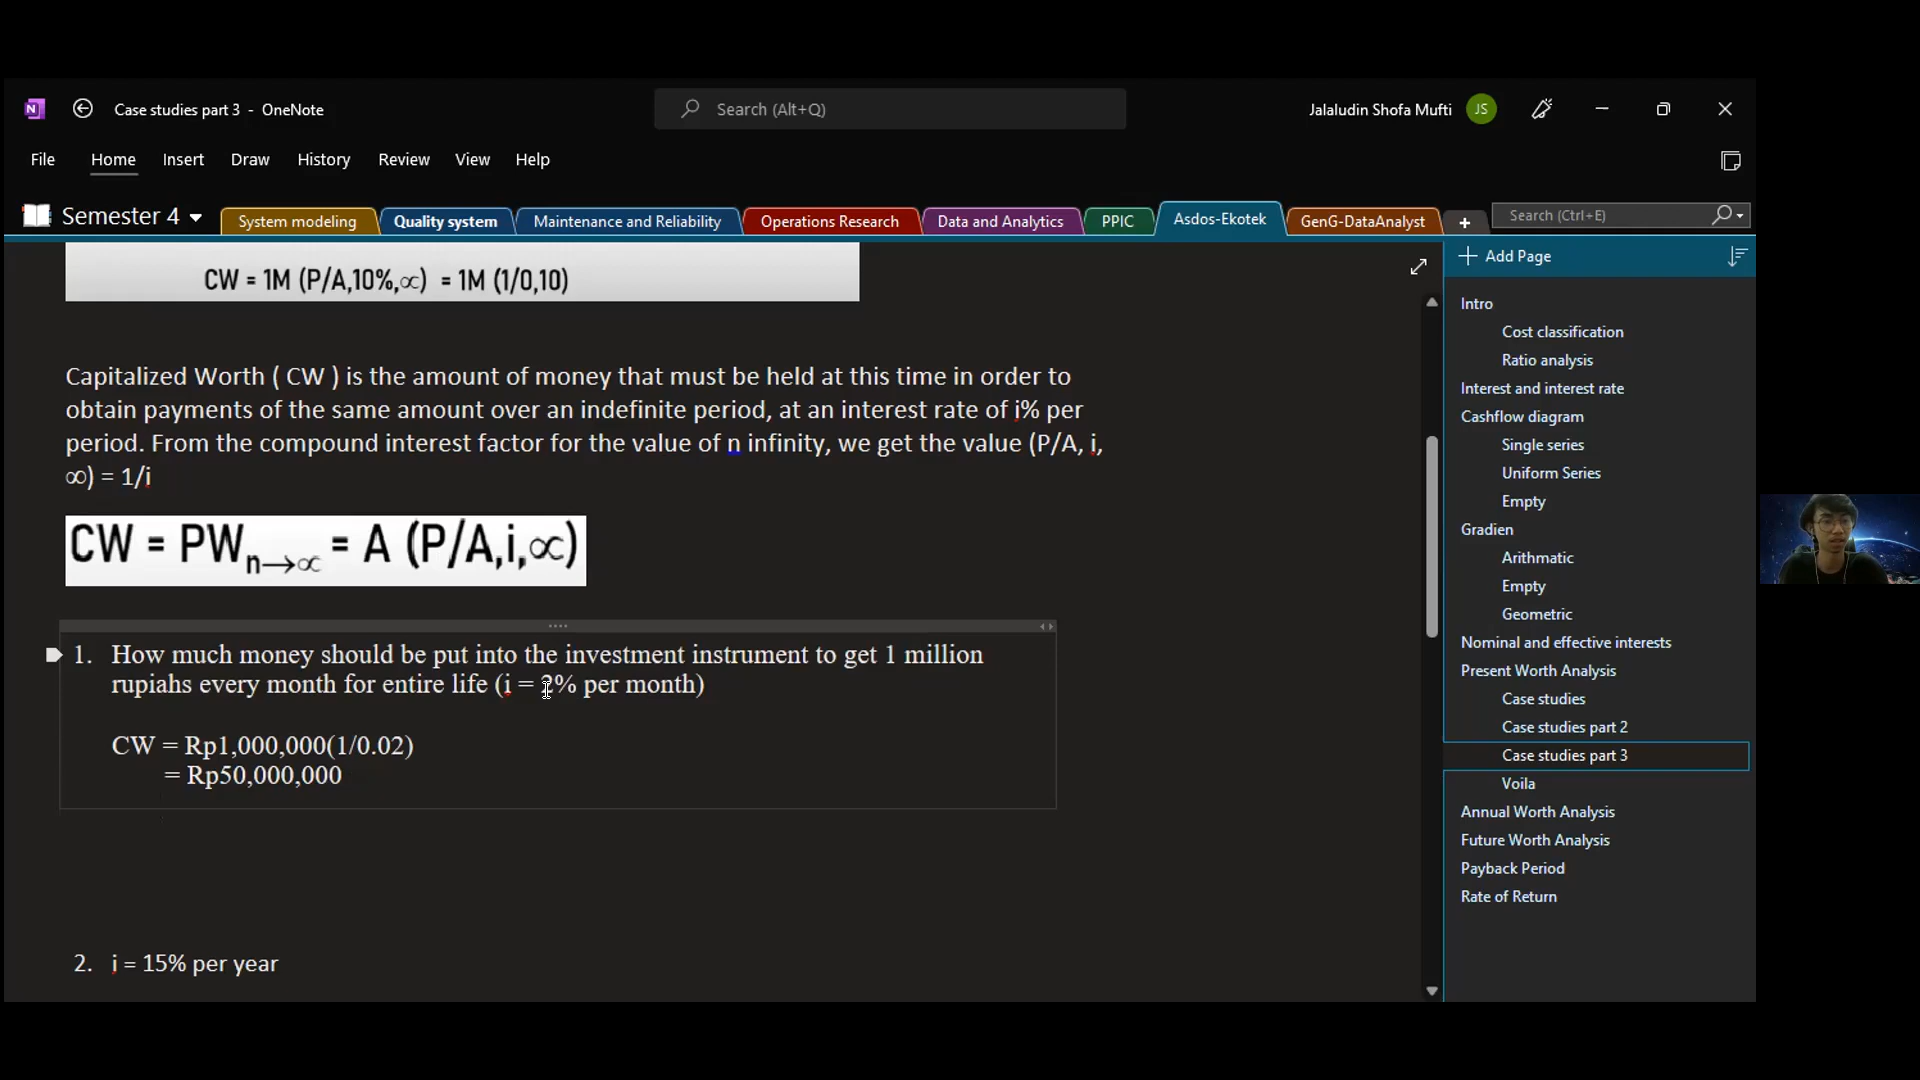 Case studies part 3 - OneNote
Search (Alt+Q)
Jalaludin Shofa Mufti
JS
File Home Insert Draw History Review View Help
Semester 4
System modeling
Quality system
Maintenance and Reliability
Operations Research
Data and Analytics
PPIC
Asdos-Ekotek
GenG-DataAnalyst
+
Search (Ctrl+E)
CW = 1M (P/A,10%,∝) = 1M (1/0,10)
Capitalized Worth ( CW ) is the amount of money that must be held at this time in order to
obtain payments of the same amount over an indefinite period, at an interest rate of i% per
period. From the compound interest factor for the value of n infinity, we get the value (P/A, i,
∞) = 1/i
CW = PWn→∝ = A (P/A,i,∝)
1. How much money should be put into the investment instrument to get 1 million
rupiahs every month for entire life (i = 2% per month)
CW = Rp1,000,000(1/0.02)
= Rp50,000,000
2. i = 15% per year
Add Page
Intro
Cost classification
Ratio analysis
Interest and interest rate
Cashflow diagram
Single series
Uniform Series
Empty
Gradien
Arithmatic
Empty
Geometric
Nominal and effective interests
Present Worth Analysis
Case studies
Case studies part 2
Case studies part 3
Voila
Annual Worth Analysis
Future Worth Analysis
Payback Period
Rate of Return